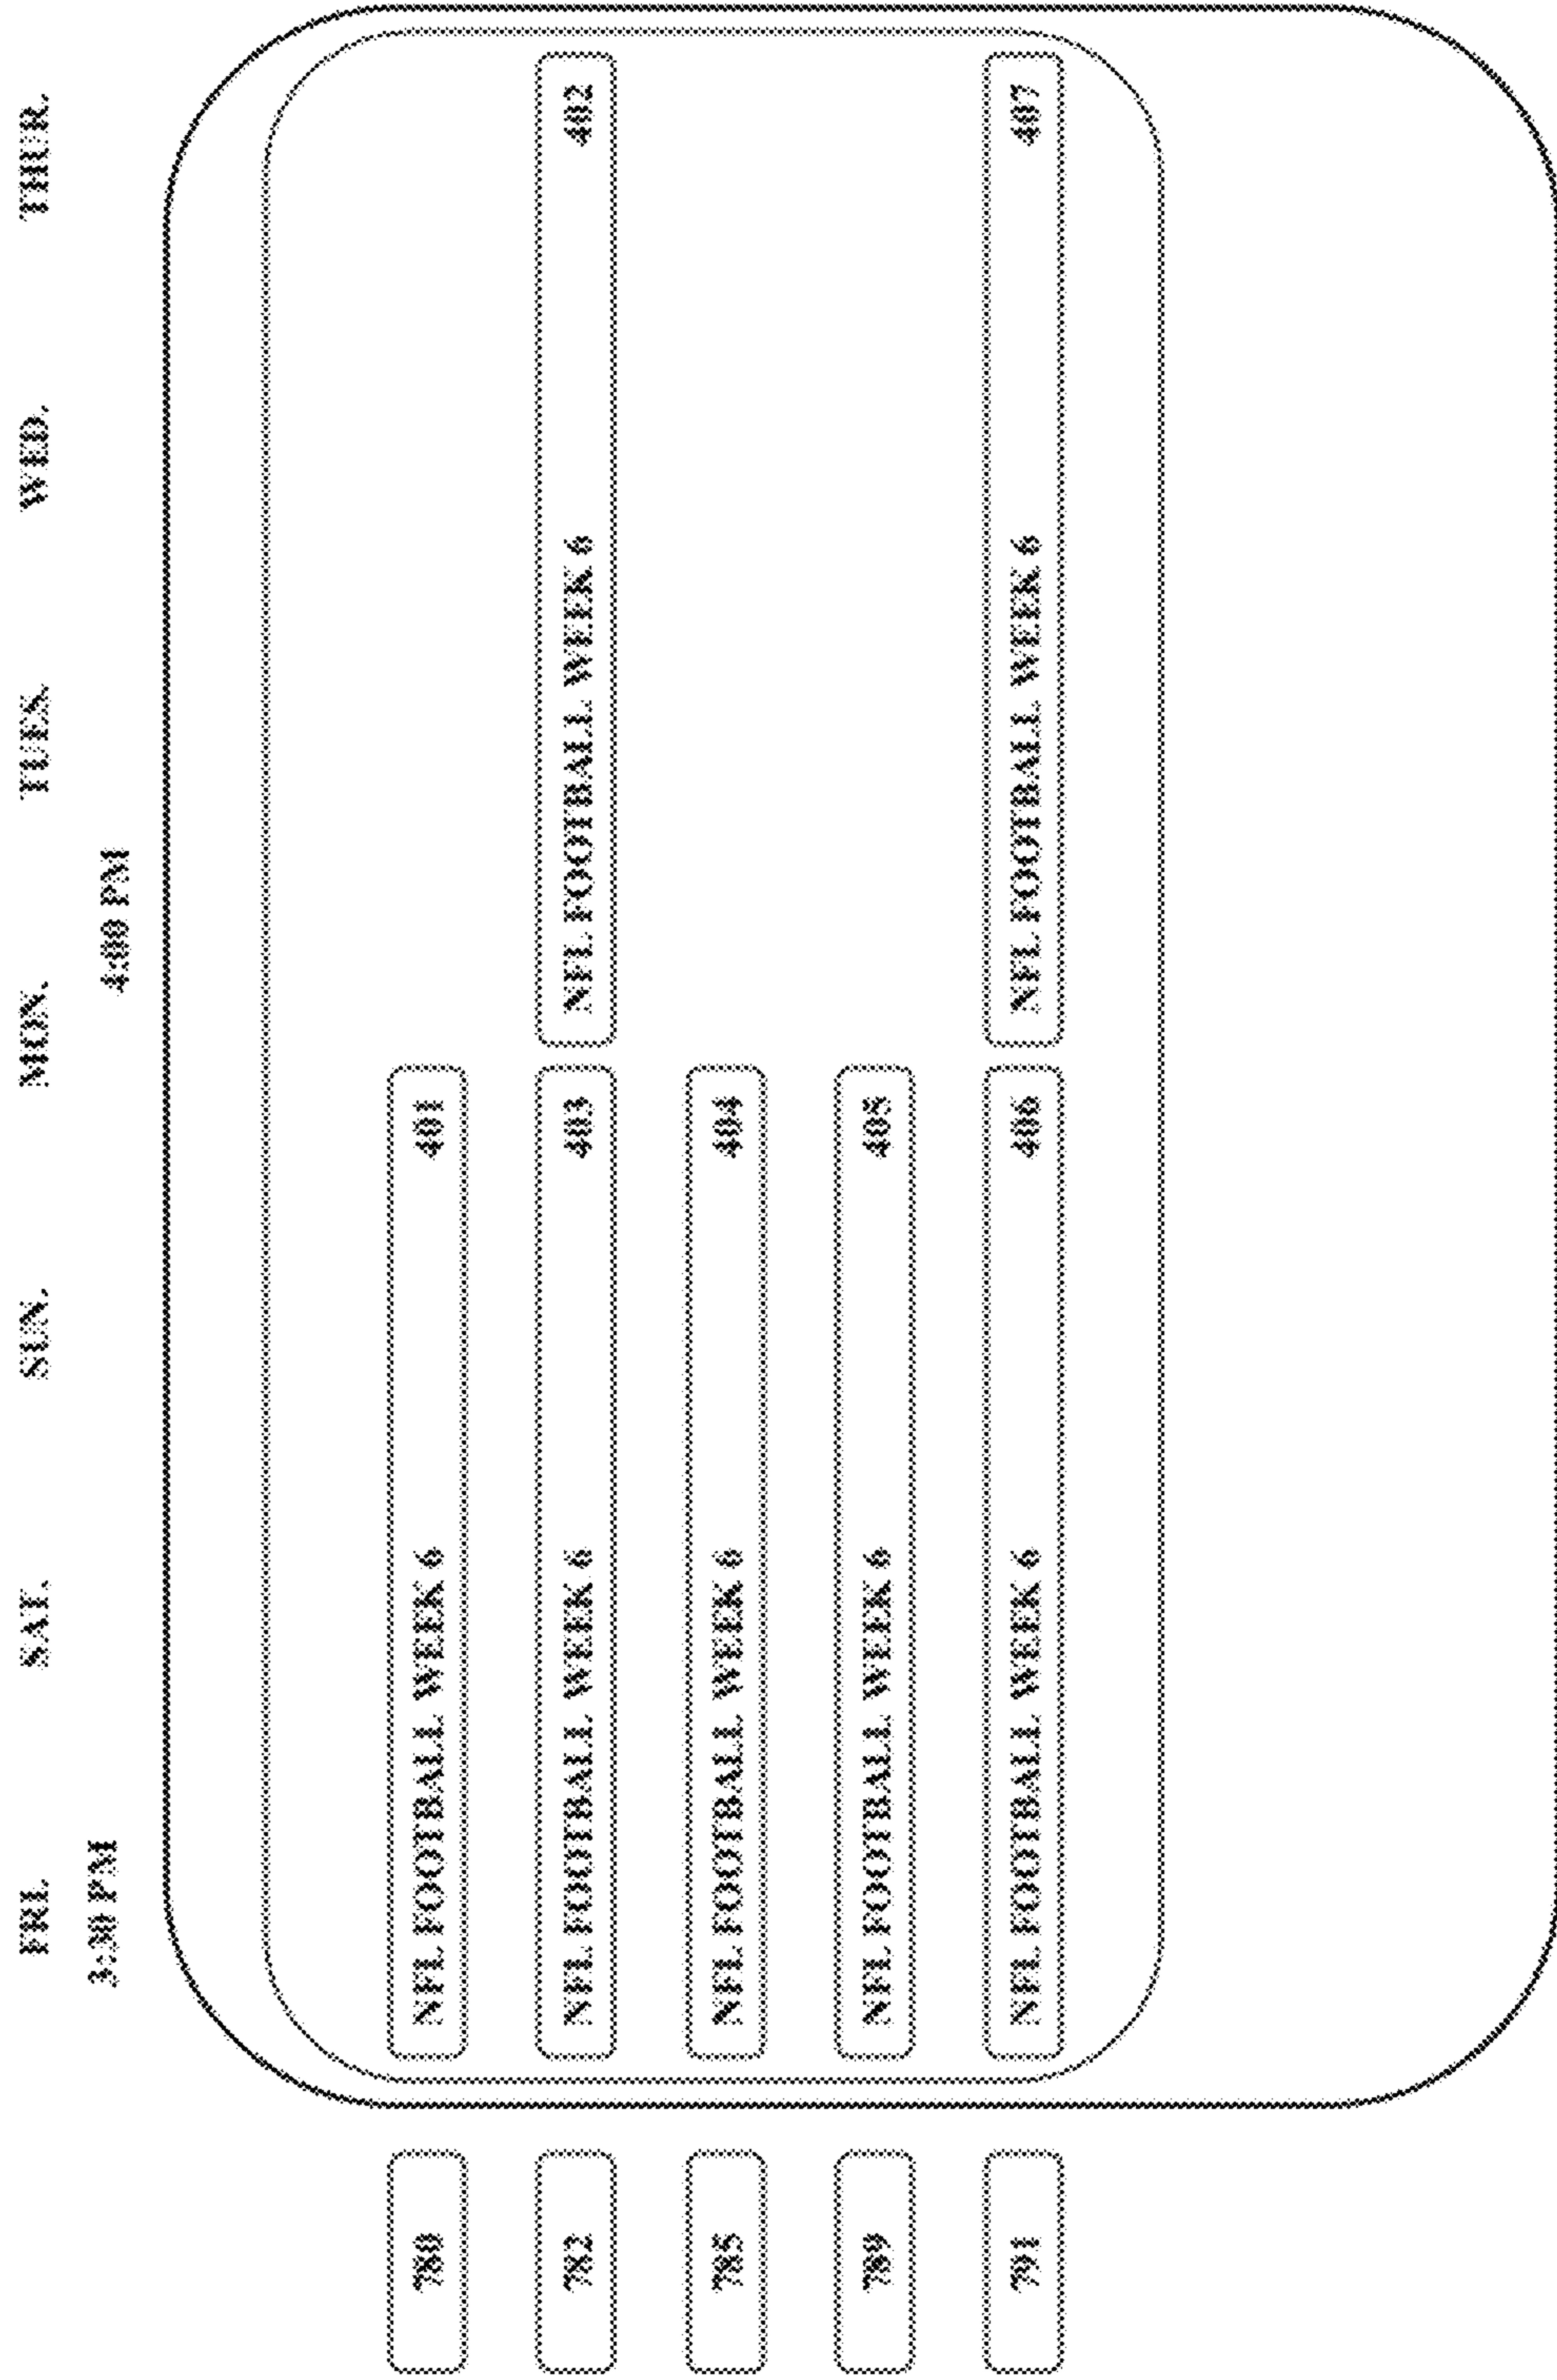 FRI. SAT. SUN. MON. TUES. WED. THUR.
3:30 PM 4:00 PM
780 NFL FOOTBALL WEEK 6 401
782 NFL FOOTBALL WEEK 6 403 NFL FOOTBALL WEEK 6 402
785 NFL FOOTBALL WEEK 6 404
789 NFL FOOTBALL WEEK 6 405
791 NFL FOOTBALL WEEK 6 406 NFL FOOTBALL WEEK 6 407